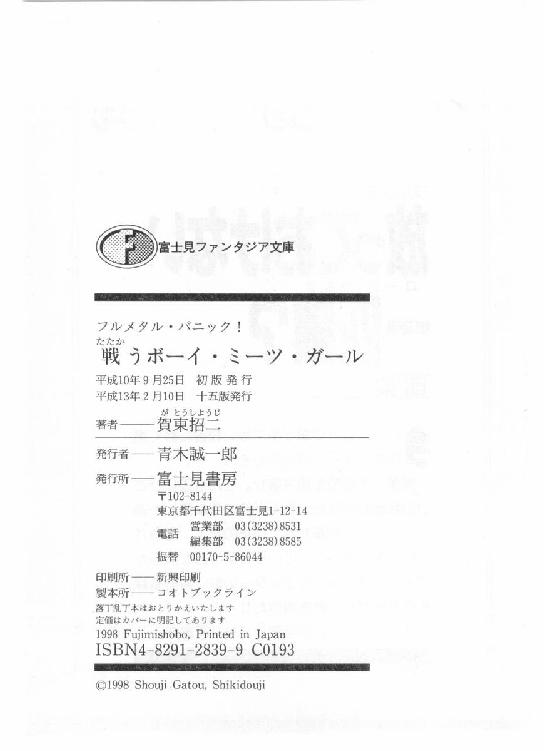 富士見ファンタジア文庫
フルメタル・パニック!
たたか
戦うボーイ・ミーツ・ガール
平成10年9月25日 初版発行
平成13年2月10日 十五版発行
がとうしょうじ
著者――賀東招二
発行者――青木誠一郎
発行所――富士見書房
〒102-8144
東京都千代田区富士見1-12-14
電話 営業部 03(3238)8531
編集部 03(3238)8585
振替 00170-5-86044
印刷所――新興印刷
製本所――コオトブックライン
落丁乱丁本はおとりかえいたします
定価はカバーに明記してあります
1998 Fujimishobo, Printed in Japan
ISBN4-8291-2839-9 C0193
©1998 Shouji Gatou, Shikidouji